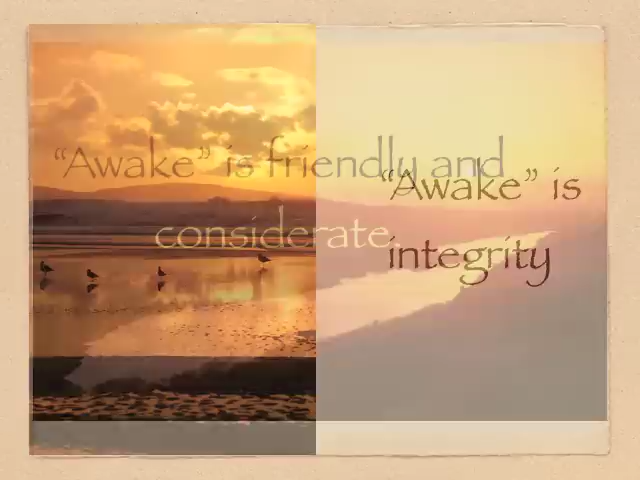 “Awake” is friendly and
considerate.
“Awake” is
integrity